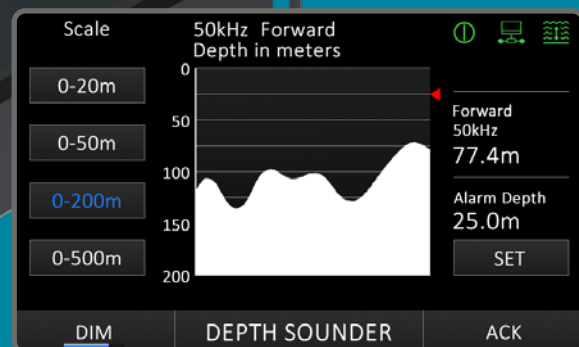 Scale
0-20m
0-50m
0-200m
0-500m
50kHz Forward
Depth in meters
0
50
100
150
200
Forward
50kHz
77.4m
Alarm Depth
25.0m
SET
DIM
DEPTH SOUNDER
ACK